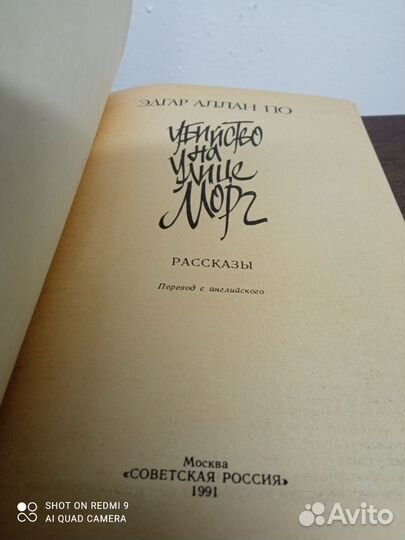 ЭДГАР АЛЛАН ПО
УБИЙСТВО
НА
УЛИЦЕ
МОРГ
РАССКАЗЫ
Перевод с английского
Москва
«СОВЕТСКАЯ РОССИЯ»
1991
SHOT ON REDMI 9
AI QUAD CAMERA
Avito